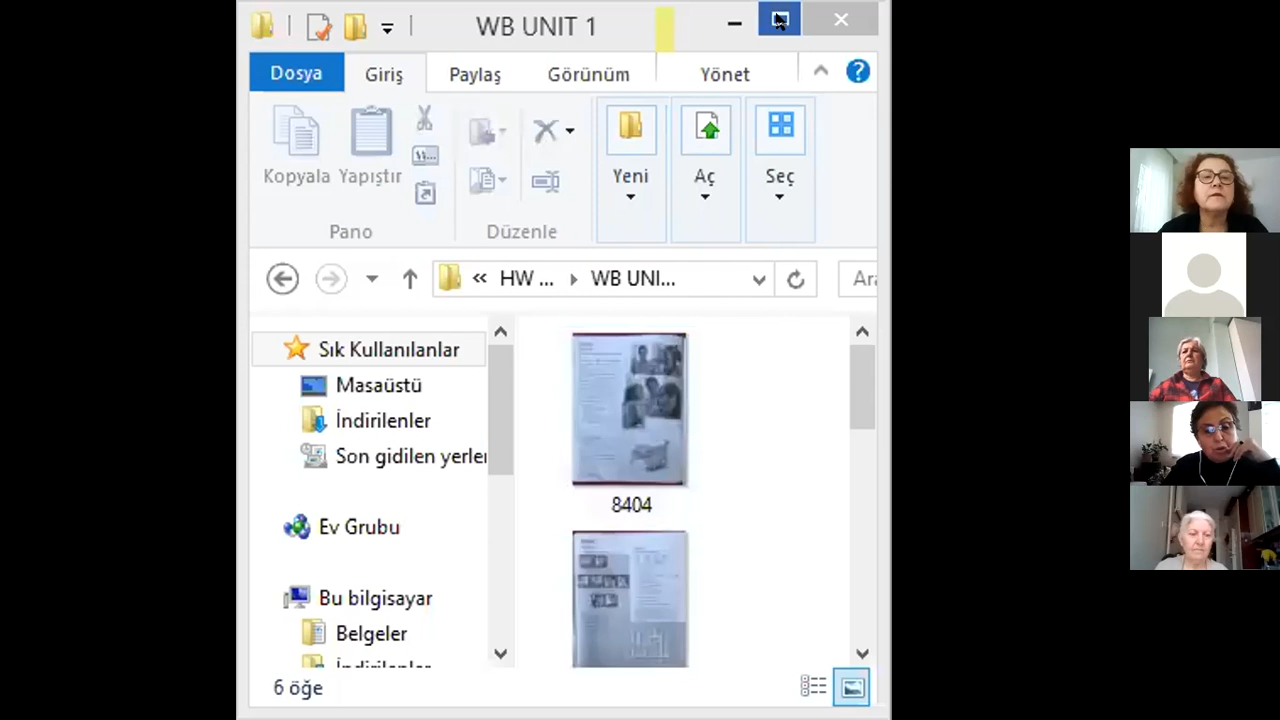 WB UNIT 1
Dosya Giriş Paylaş Görünüm Yönet
Kopyala Yapıştır Yeni Aç Seç
Pano Düzenle
« HW ... WB UNI... Ara
Sık Kullanılanlar
Masaüstü
İndirilenler
Son gidilen yerler
Ev Grubu
Bu bilgisayar
Belgeler
İndirilenler
8404
6 öğe